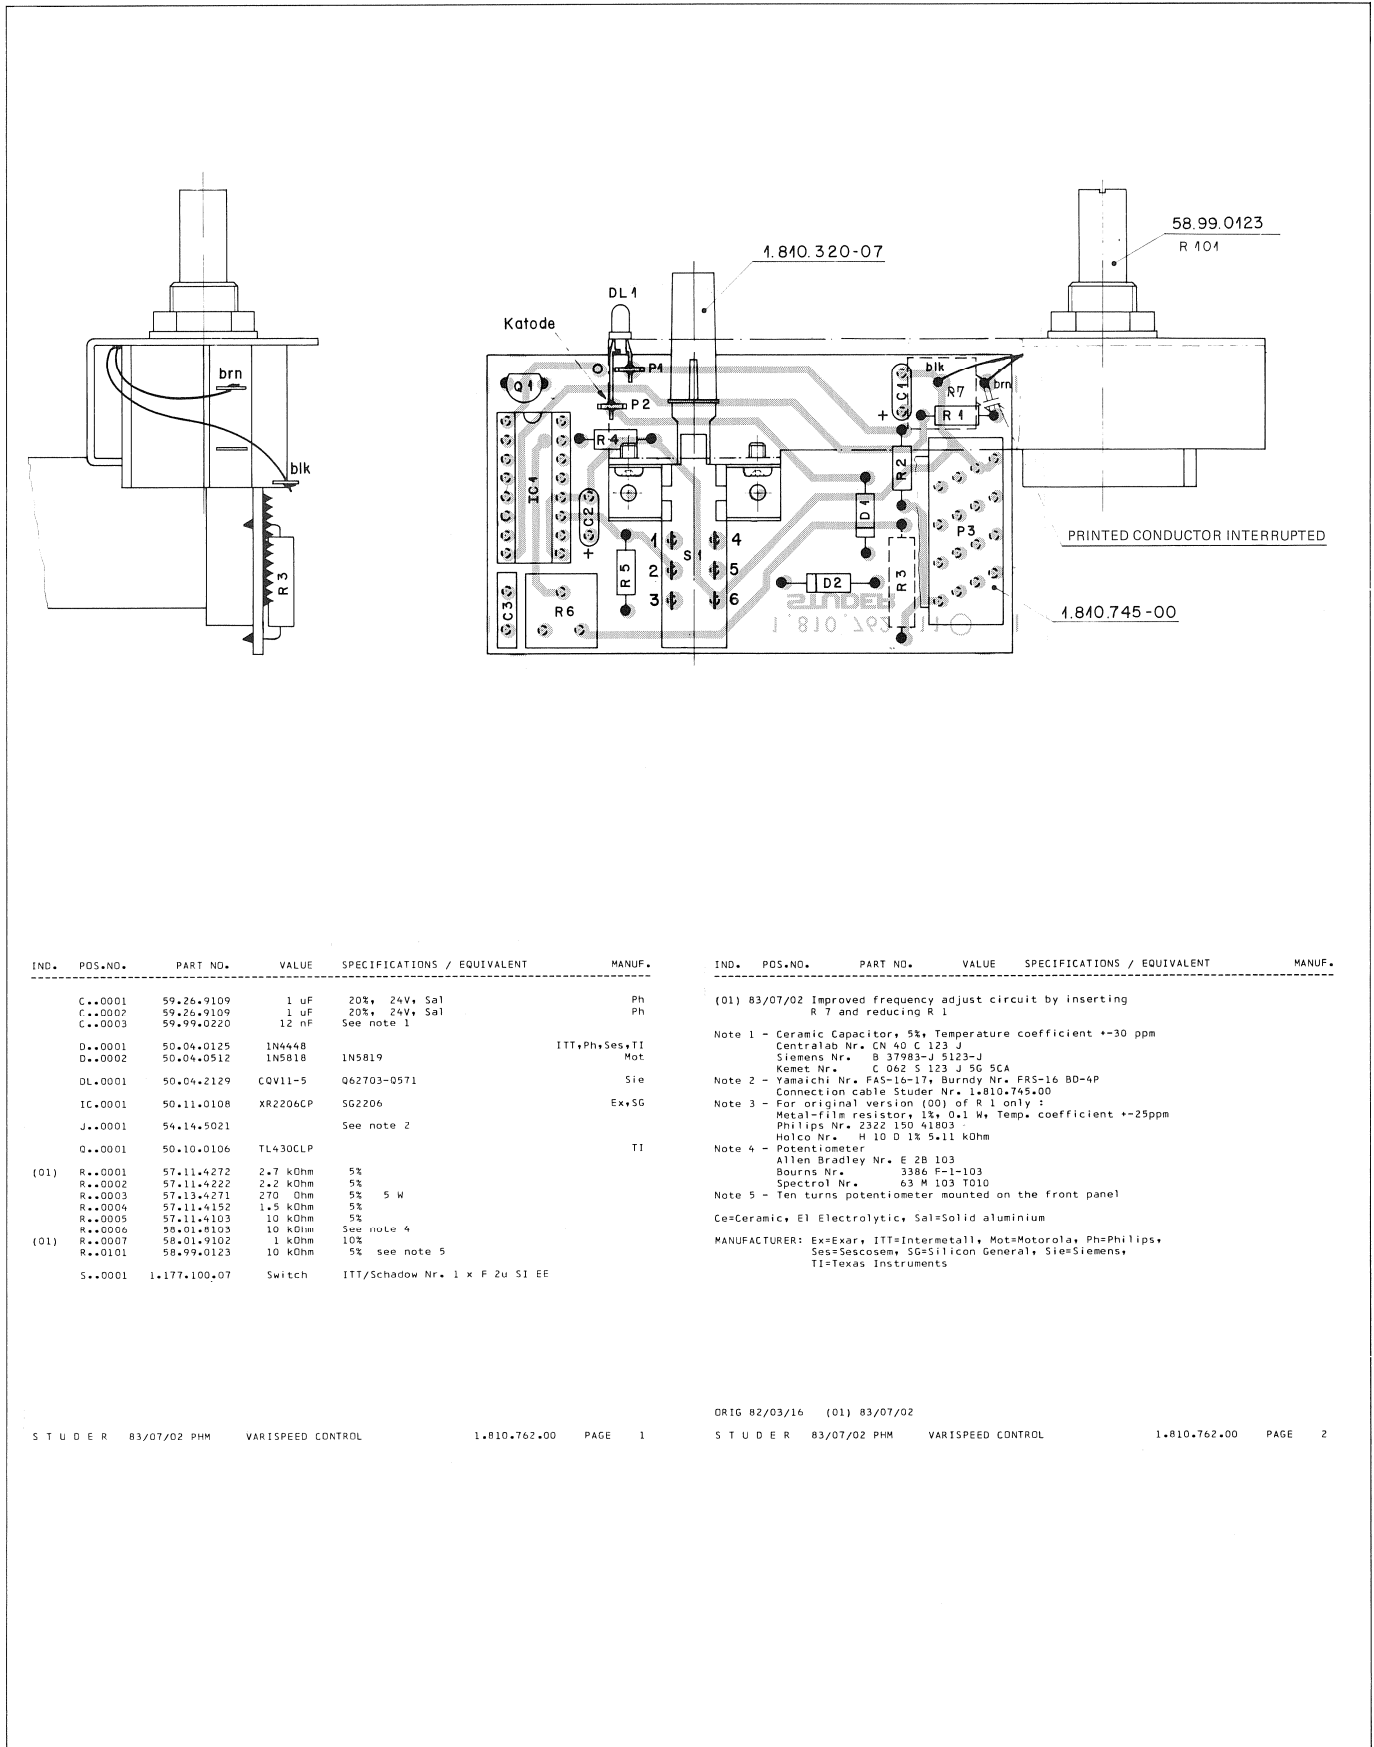 58.99.0123
R 101
1.810.320-07
DL1
Katode
P1
P2
Q1
blk
brn
R7
C1
+
R1
brn
blk
R4
R2
IC1
C2
+
D1
P3
PRINTED CONDUCTOR INTERRUPTED
1 S1 4
2 5
3 6
R5
R3
R3
D2
C3
R6
STUDER
1.810.762
1.810.745-00
IND. POS.NO. PART NO. VALUE SPECIFICATIONS / EQUIVALENT MANUF.
C..0001 59.26.9109 1 uF 20%, 24V, Sal Ph
C..0002 59.26.9109 1 uF 20%, 24V, Sal Ph
C..0003 59.99.0220 12 nF See note 1
D..0001 50.04.0125 1N4448 ITT,Ph,Ses,TI
D..0002 50.04.0512 1N5818 1N5819 Mot
DL.0001 50.04.2129 CQV11-5 Q62703-Q571 Sie
IC.0001 50.11.0108 XR2206CP SG2206 Ex,SG
J..0001 54.14.5021 See note 2
Q..0001 50.10.0106 TL430CLP TI
(01) R..0001 57.11.4272 2.7 kOhm 5%
R..0002 57.11.4222 2.2 kOhm 5%
R..0003 57.13.4271 270 Ohm 5% 5 W
R..0004 57.11.4152 1.5 kOhm 5%
R..0005 57.11.4103 10 kOhm 5%
R..0006 58.01.8103 10 kOhm See note 4
(01) R..0007 58.01.9102 1 kOhm 10%
R..0101 58.99.0123 10 kOhm 5% see note 5
S..0001 1.177.100.07 Switch ITT/Schadow Nr. 1 x F 2u SI EE
STUDER 83/07/02 PHM VARISPEED CONTROL 1.810.762.00 PAGE 1
IND. POS.NO. PART NO. VALUE SPECIFICATIONS / EQUIVALENT MANUF.
(01) 83/07/02 Improved frequency adjust circuit by inserting
R 7 and reducing R 1
Note 1 - Ceramic Capacitor, 5%, Temperature coefficient +-30 ppm
Centralab Nr. CN 40 C 123 J
Siemens Nr. B 37983-J 5123-J
Kemet Nr. C 062 S 123 J 5G 5CA
Note 2 - Yamaichi Nr. FAS-16-17, Burndy Nr. FRS-16 BD-4P
Connection cable Studer Nr. 1.810.745.00
Note 3 - For original version (00) of R 1 only :
Metal-film resistor, 1%, 0.1 W, Temp. coefficient +-25ppm
Philips Nr. 2322 150 41803
Holco Nr. H 10 D 1% 5.11 kOhm
Note 4 - Potentiometer
Allen Bradley Nr. E 2B 103
Bourns Nr. 3386 F-1-103
Spectrol Nr. 63 M 103 T010
Note 5 - Ten turns potentiometer mounted on the front panel
Ce=Ceramic, El Electrolytic, Sal=Solid aluminium
MANUFACTURER: Ex=Exar, ITT=Intermetall, Mot=Motorola, Ph=Philips,
Ses=Sescosem, SG=Silicon General, Sie=Siemens,
TI=Texas Instruments
ORIG 82/03/16 (01) 83/07/02
STUDER 83/07/02 PHM VARISPEED CONTROL 1.810.762.00 PAGE 2